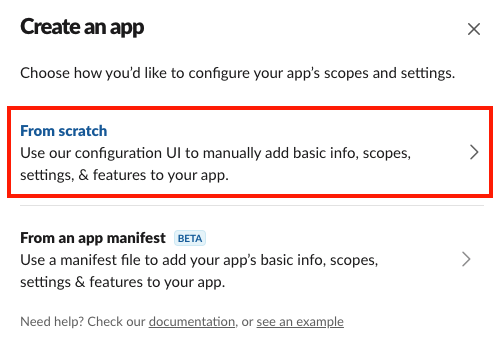 Create an app
Choose how you'd like to configure your app's scopes and settings.
From scratch
Use our configuration UI to manually add basic info, scopes,
settings, & features to your app.
From an app manifest BETA
Use a manifest file to add your app's basic info, scopes,
settings & features to your app.
Need help? Check our documentation, or see an example